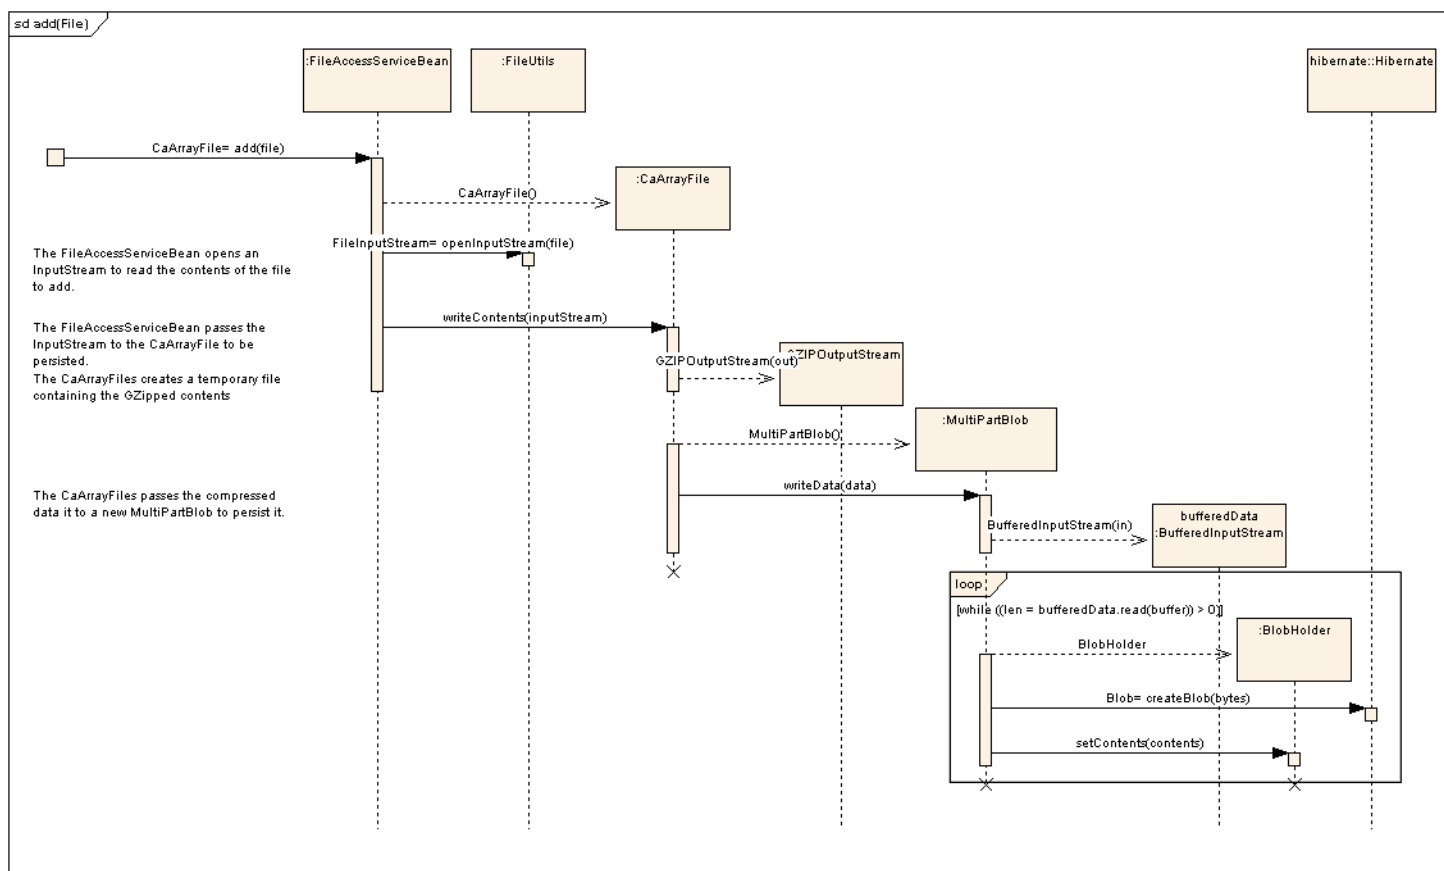 sd add(File)
:FileAccessServiceBean
:FileUtils
hibernate::Hibernate
CaArrayFile= add(file)
:CaArrayFile
CaArrayFile()
FileInputStream= openInputStream(file)
The FileAccessServiceBean opens an
InputStream to read the contents of the file
to add.
writeContents(inputStream)
The FileAccessServiceBean passes the
InputStream to the CaArrayFile to be
persisted.
The CaArrayFiles creates a temporary file
containing the GZipped contents
GZIPOutputStream(out)
:GZIPOutputStream
:MultiPartBlob
MultiPartBlob()
writeData(data)
The CaArrayFiles passes the compressed
data it to a new MultiPartBlob to persist it.
BufferedInputStream(in)
bufferedData
:BufferedInputStream
loop
[while ((len = bufferedData.read(buffer)) > 0)]
:BlobHolder
BlobHolder
Blob= createBlob(bytes)
setContents(contents)